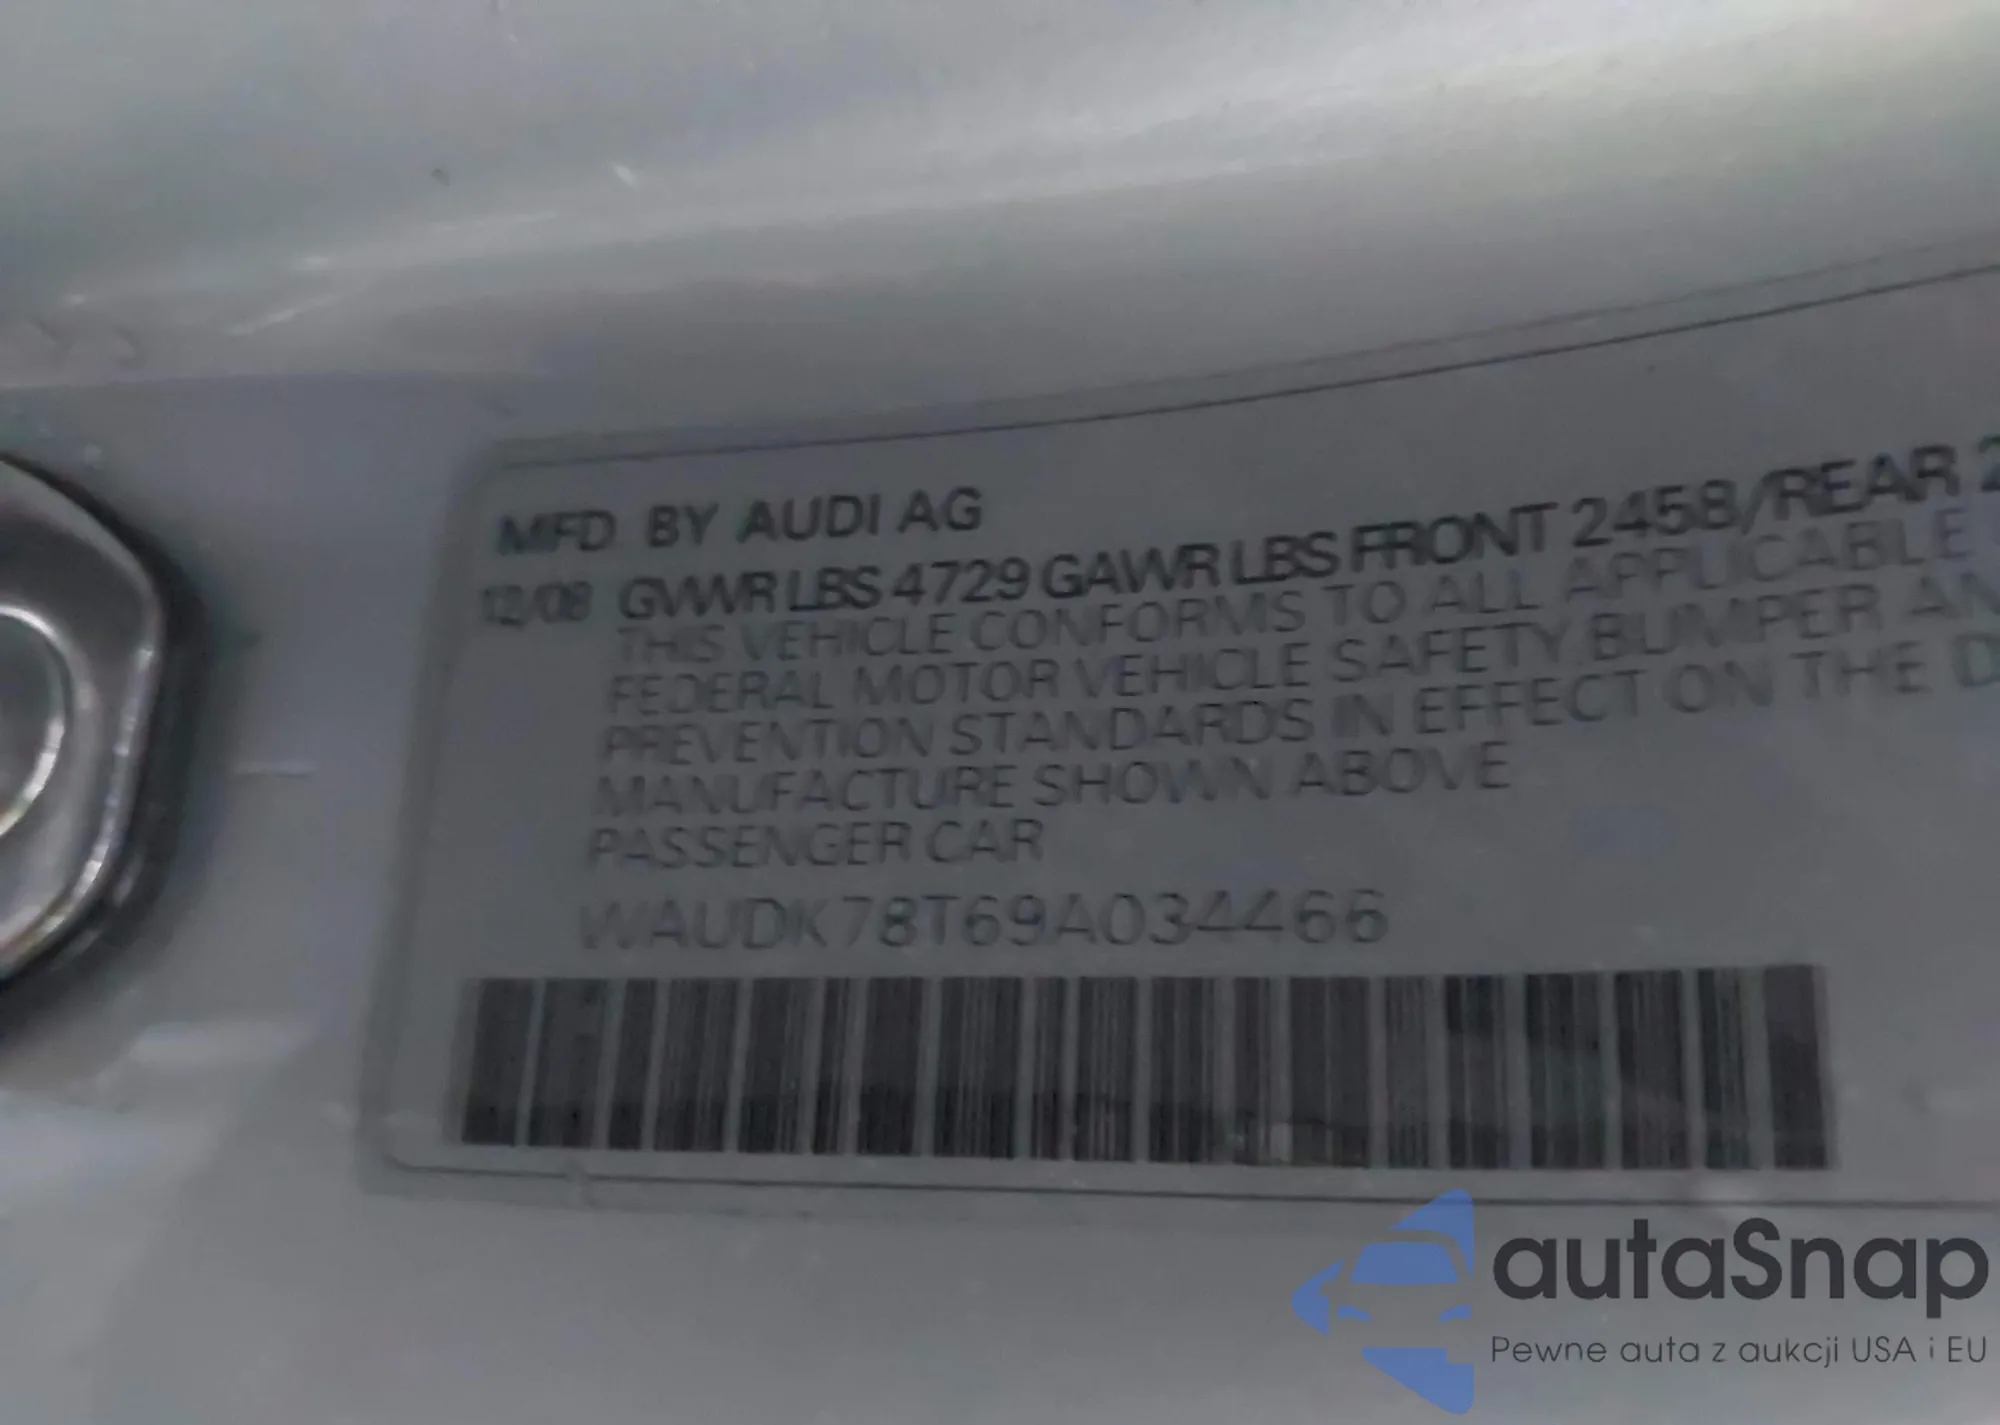 MFD BY AUDI AG
12/08 GVWR LBS 4729 GAWR LBS FRONT 2458/REAR 2
THIS VEHICLE CONFORMS TO ALL APPLICABLE
FEDERAL MOTOR VEHICLE SAFETY BUMPER AN
PREVENTION STANDARDS IN EFFECT ON THE D
MANUFACTURE SHOWN ABOVE
PASSENGER CAR
WAUDK78T69A034466
autaSnap
Pewne auta z aukcji USA i EU